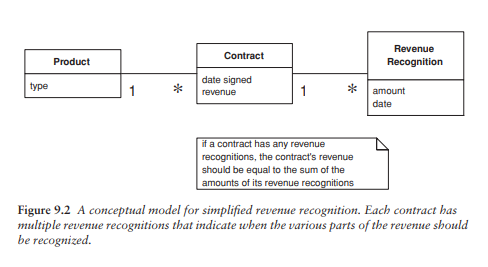 Product
type
1
*
Contract
date signed
revenue
1
*
Revenue
Recognition
amount
date
if a contract has any revenue
recognitions, the contract's revenue
should be equal to the sum of the
amounts of its revenue recognitions
Figure 9.2 A conceptual model for simplified revenue recognition. Each contract has
multiple revenue recognitions that indicate when the various parts of the revenue should
be recognized.